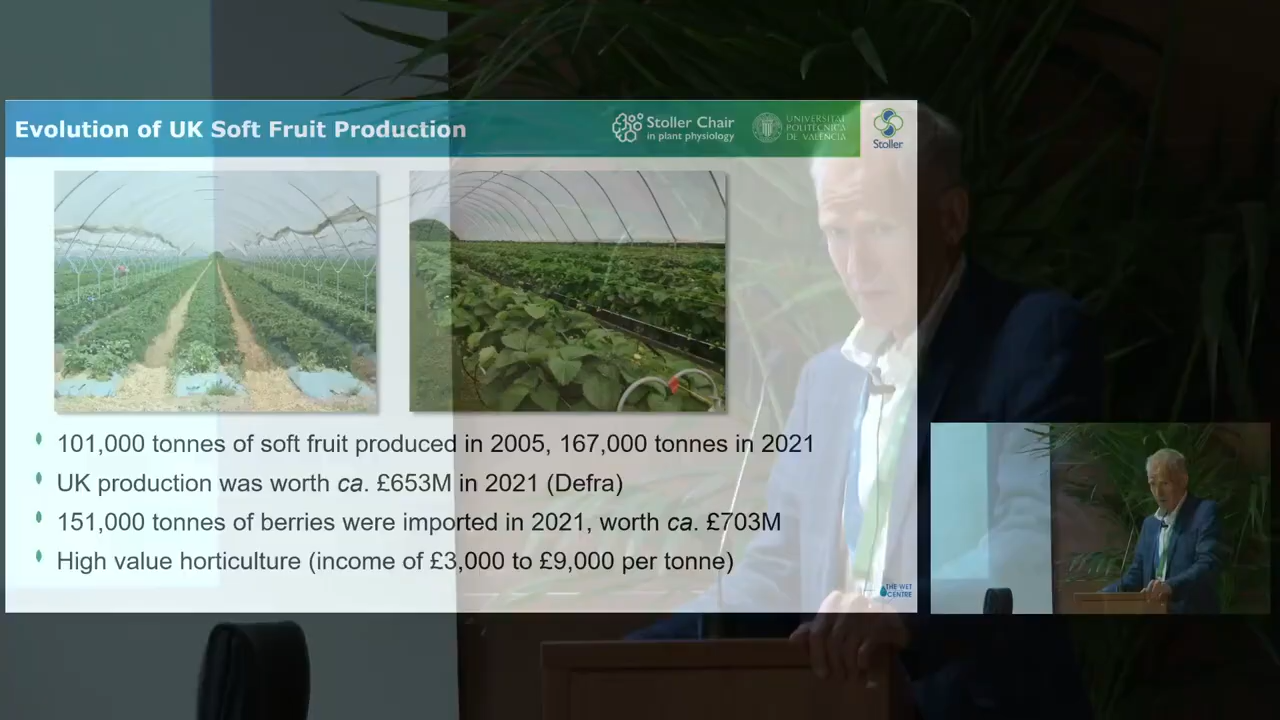 Evolution of UK Soft Fruit Production
Stoller Chair
in plant physiology
UNIVERSITAT
POLITÈCNICA
DE VALÈNCIA
Stoller
101,000 tonnes of soft fruit produced in 2005, 167,000 tonnes in 2021
UK production was worth ca. £653M in 2021 (Defra)
151,000 tonnes of berries were imported in 2021, worth ca. £703M
High value horticulture (income of £3,000 to £9,000 per tonne)
THE WET
CENTRE